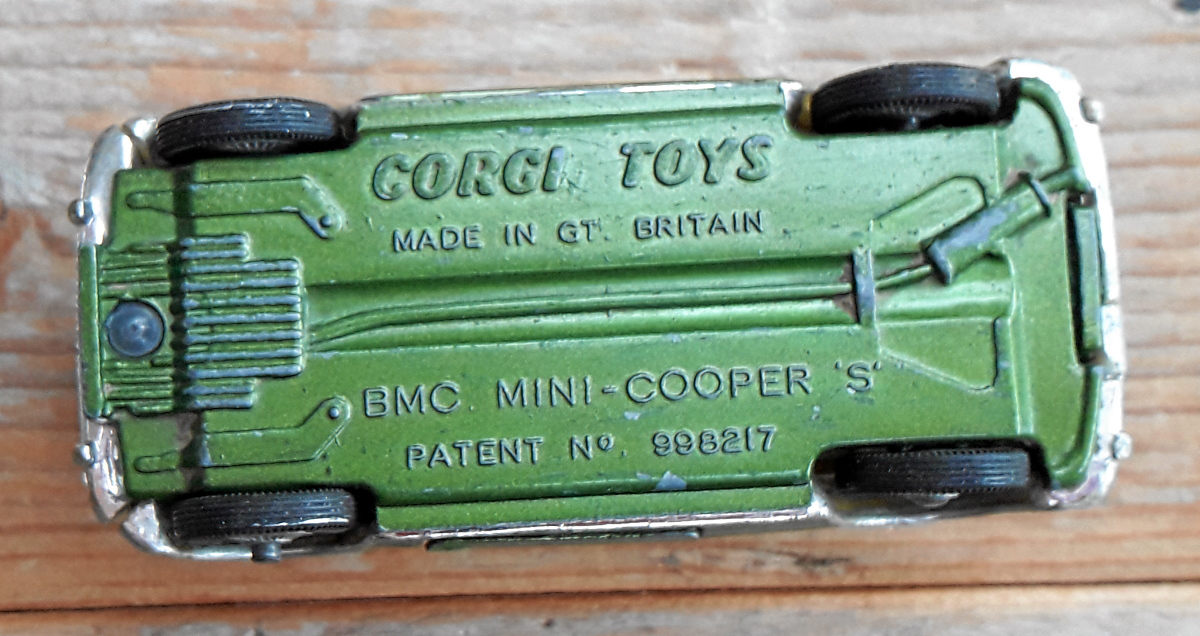 CORGI TOYS
MADE IN GT. BRITAIN
BMC MINI-COOPER 'S'
PATENT Nº. 998217